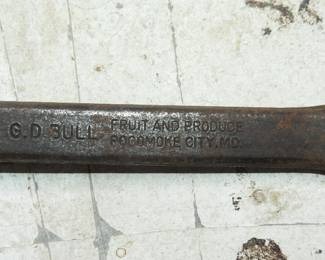 G.D. BULL
FRUIT AND PRODUCE
POCOMOKE CITY, MD.